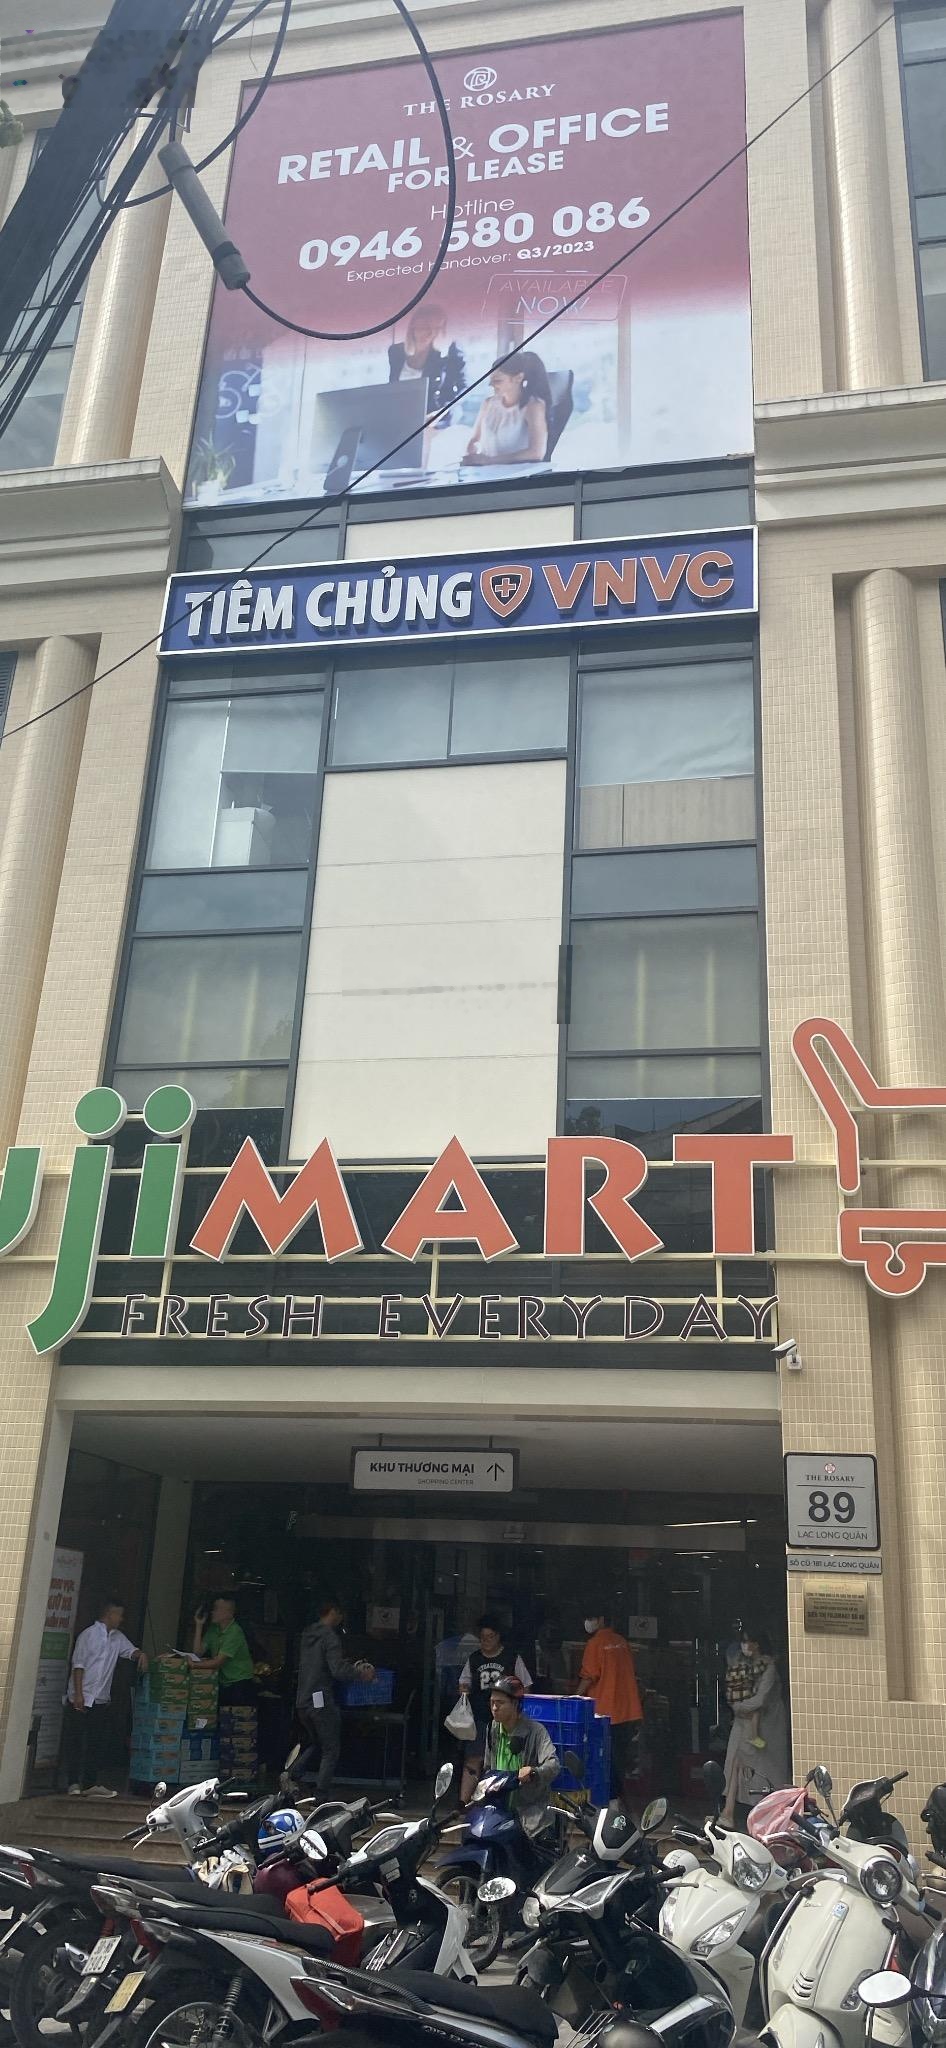 THE ROSARY
RETAIL & OFFICE
FOR LEASE
Hotline
0946 580 086
Expected handover: Q3/2023
AVAILABLE
NOW
TIÊM CHỦNG VNVC
ujiMART
FRESH EVERYDAY
KHU THƯƠNG MẠI
SHOPPING CENTER
THE ROSARY
89
LẠC LONG QUÂN
SỐ CŨ 181 LẠC LONG QUÂN
23